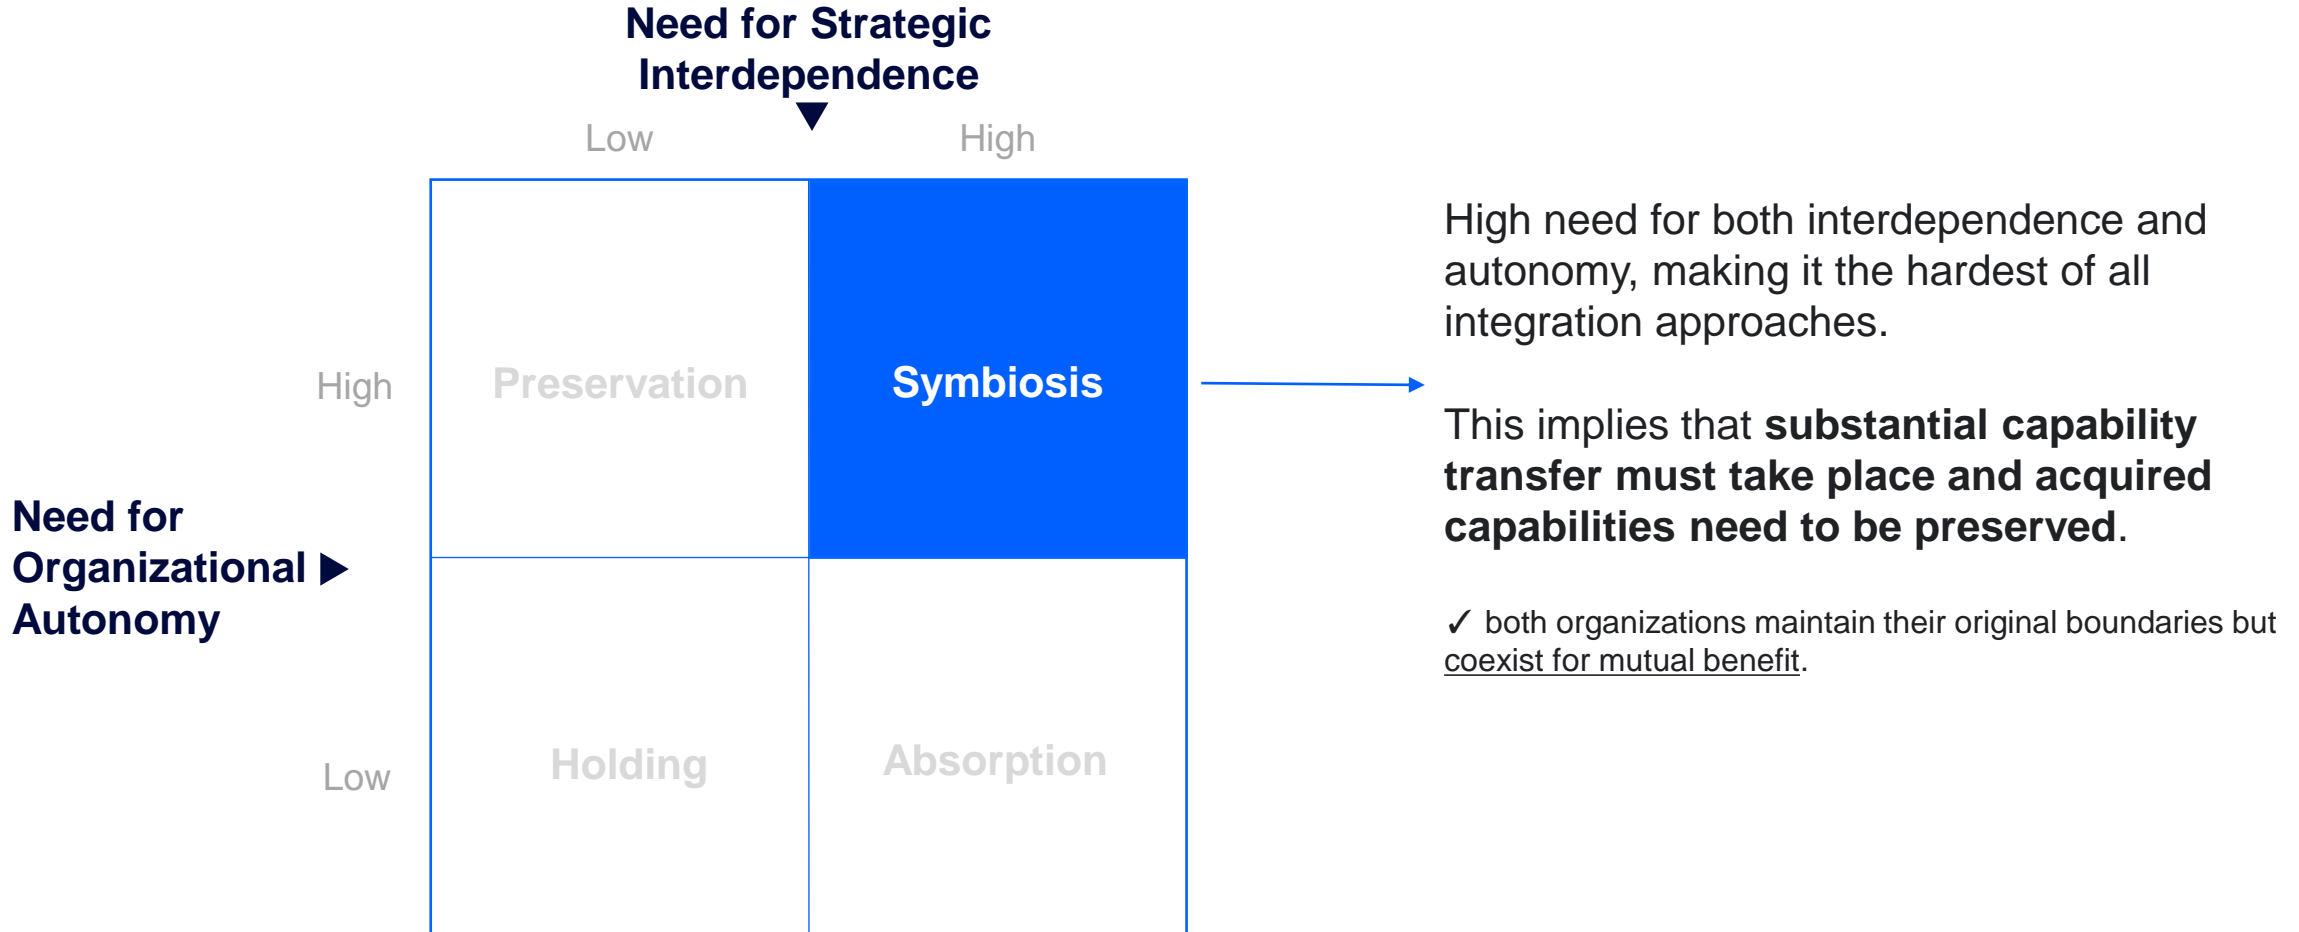 Need for Strategic
Interdependence
Low
High
High
Preservation
Symbiosis
Need for
Organizational
Autonomy
Low
Holding
Absorption
High need for both interdependence and
autonomy, making it the hardest of all
integration approaches.
This implies that substantial capability
transfer must take place and acquired
capabilities need to be preserved.
✓ both organizations maintain their original boundaries but
coexist for mutual benefit.